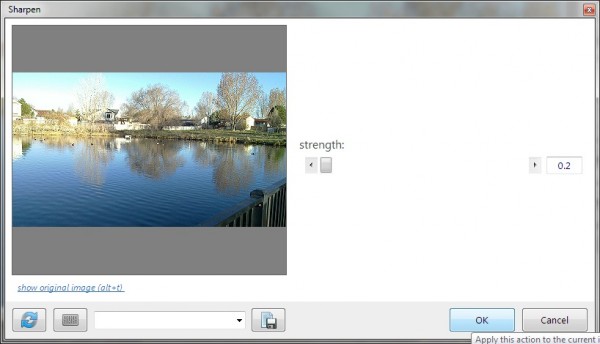 Sharpen
strength:
0.2
show original image (alt+t)
OK
Cancel
Apply this action to the current i